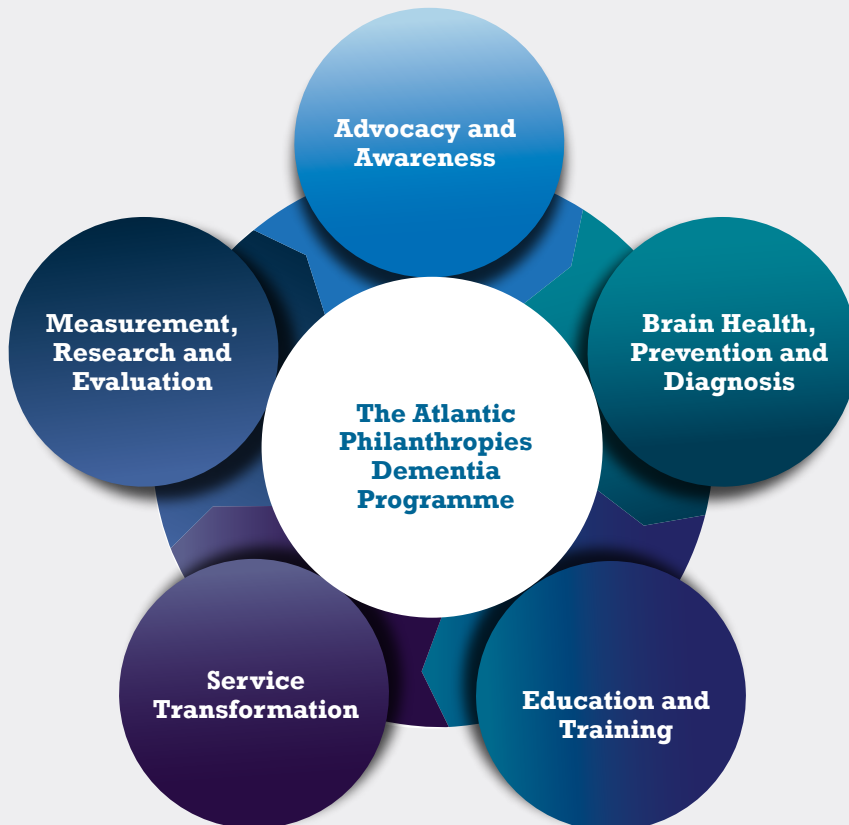 Advocacy and
Awareness
Measurement,
Research and
Evaluation
Brain Health,
Prevention and
Diagnosis
The Atlantic
Philanthropies
Dementia
Programme
Service
Transformation
Education and
Training